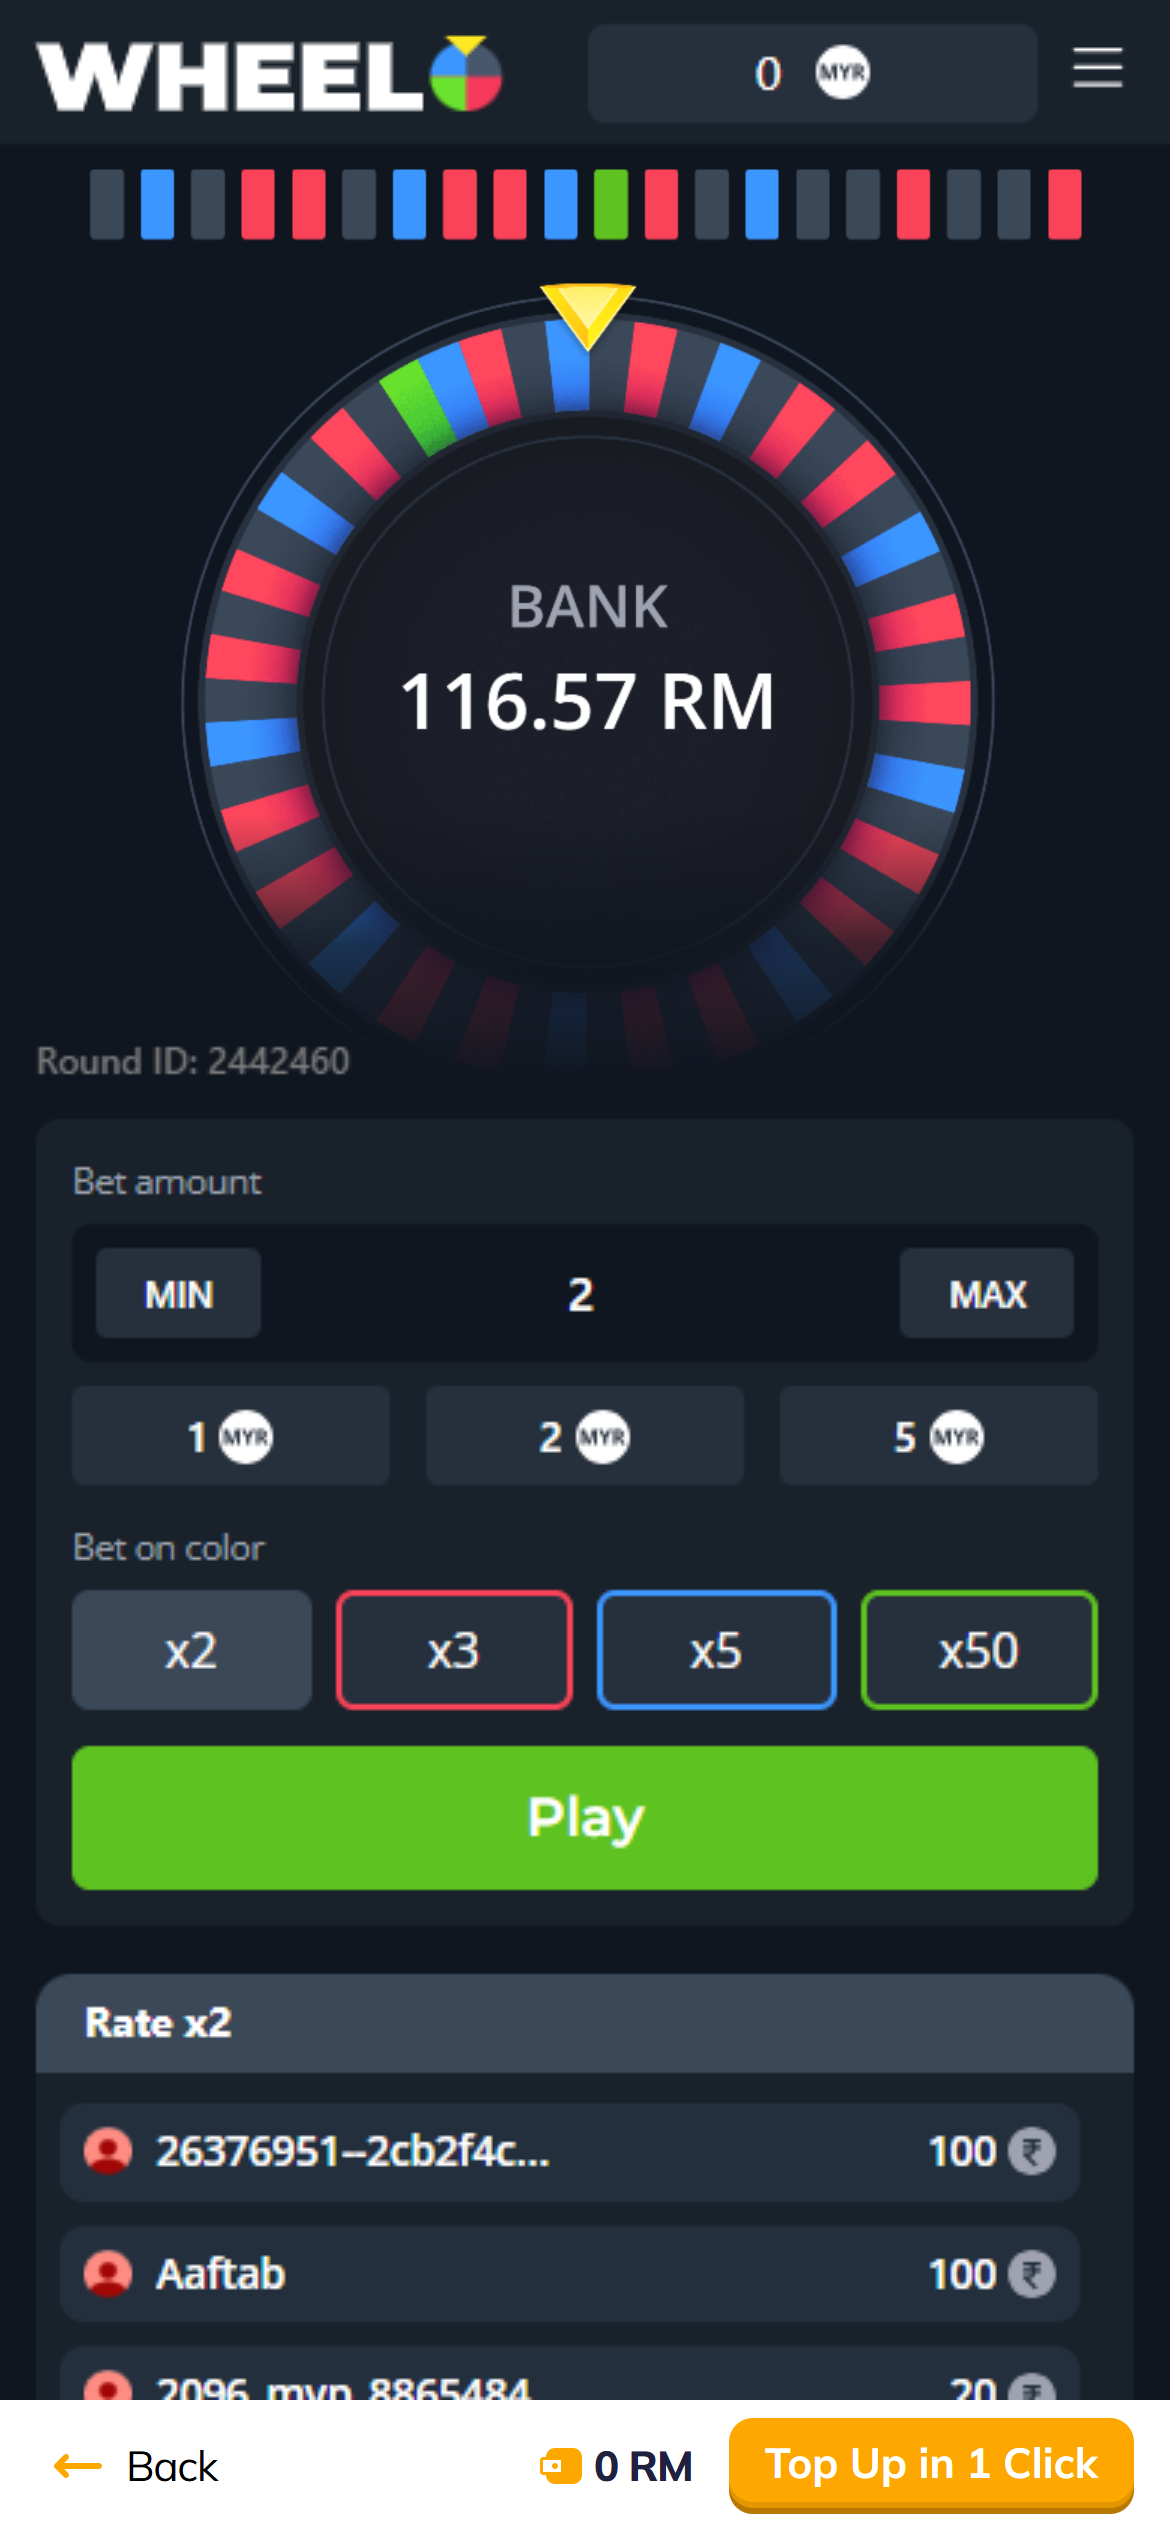 WHEEL
0 MYR
BANK
116.57 RM
Round ID: 2442460
Bet amount
MIN 2 MAX
1 MYR 2 MYR 5 MYR
Bet on color
x2 x3 x5 x50
Play
Rate x2
26376951--2cb2f4c... 100 ₹
Aaftab 100 ₹
2096_mvp_8865484 20 ₹
Back 0 RM Top Up in 1 Click